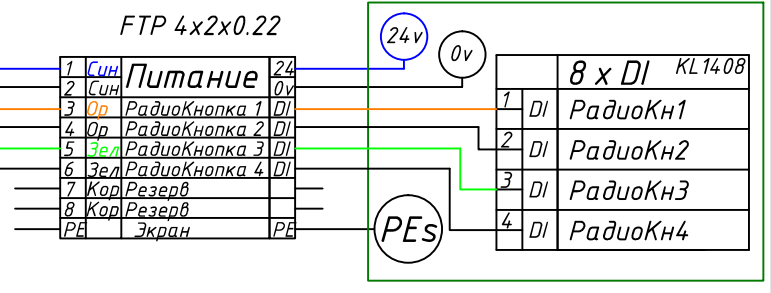 FTP 4x2x0.22
24v
0v
1 Син Питание 24
2 Син 0v
3 Ор РадиоКнопка 1 DI
4 Ор РадиоКнопка 2 DI
5 Зел РадиоКнопка 3 DI
6 Зел РадиоКнопка 4 DI
7 Кор Резерв
8 Кор Резерв
PE Экран PE
PEs
8 x DI KL1408
1 DI РадиоКн1
2 DI РадиоКн2
3 DI РадиоКн3
4 DI РадиоКн4